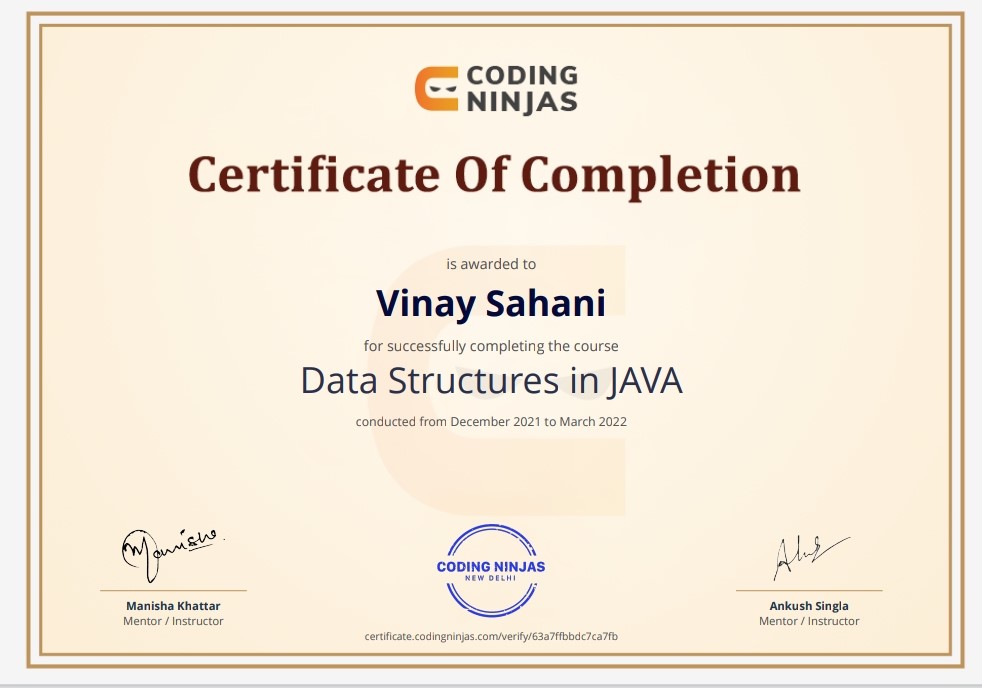 CODING
NINJAS
Certificate Of Completion
is awarded to
Vinay Sahani
for successfully completing the course
Data Structures in JAVA
conducted from December 2021 to March 2022
Manishe
CODING NINJAS
NEW DELHI
Manisha Khattar
Mentor / Instructor
Ankush Singla
Mentor / Instructor
certificate.codingninjas.com/verify/63a7ffbbdc7ca7fb